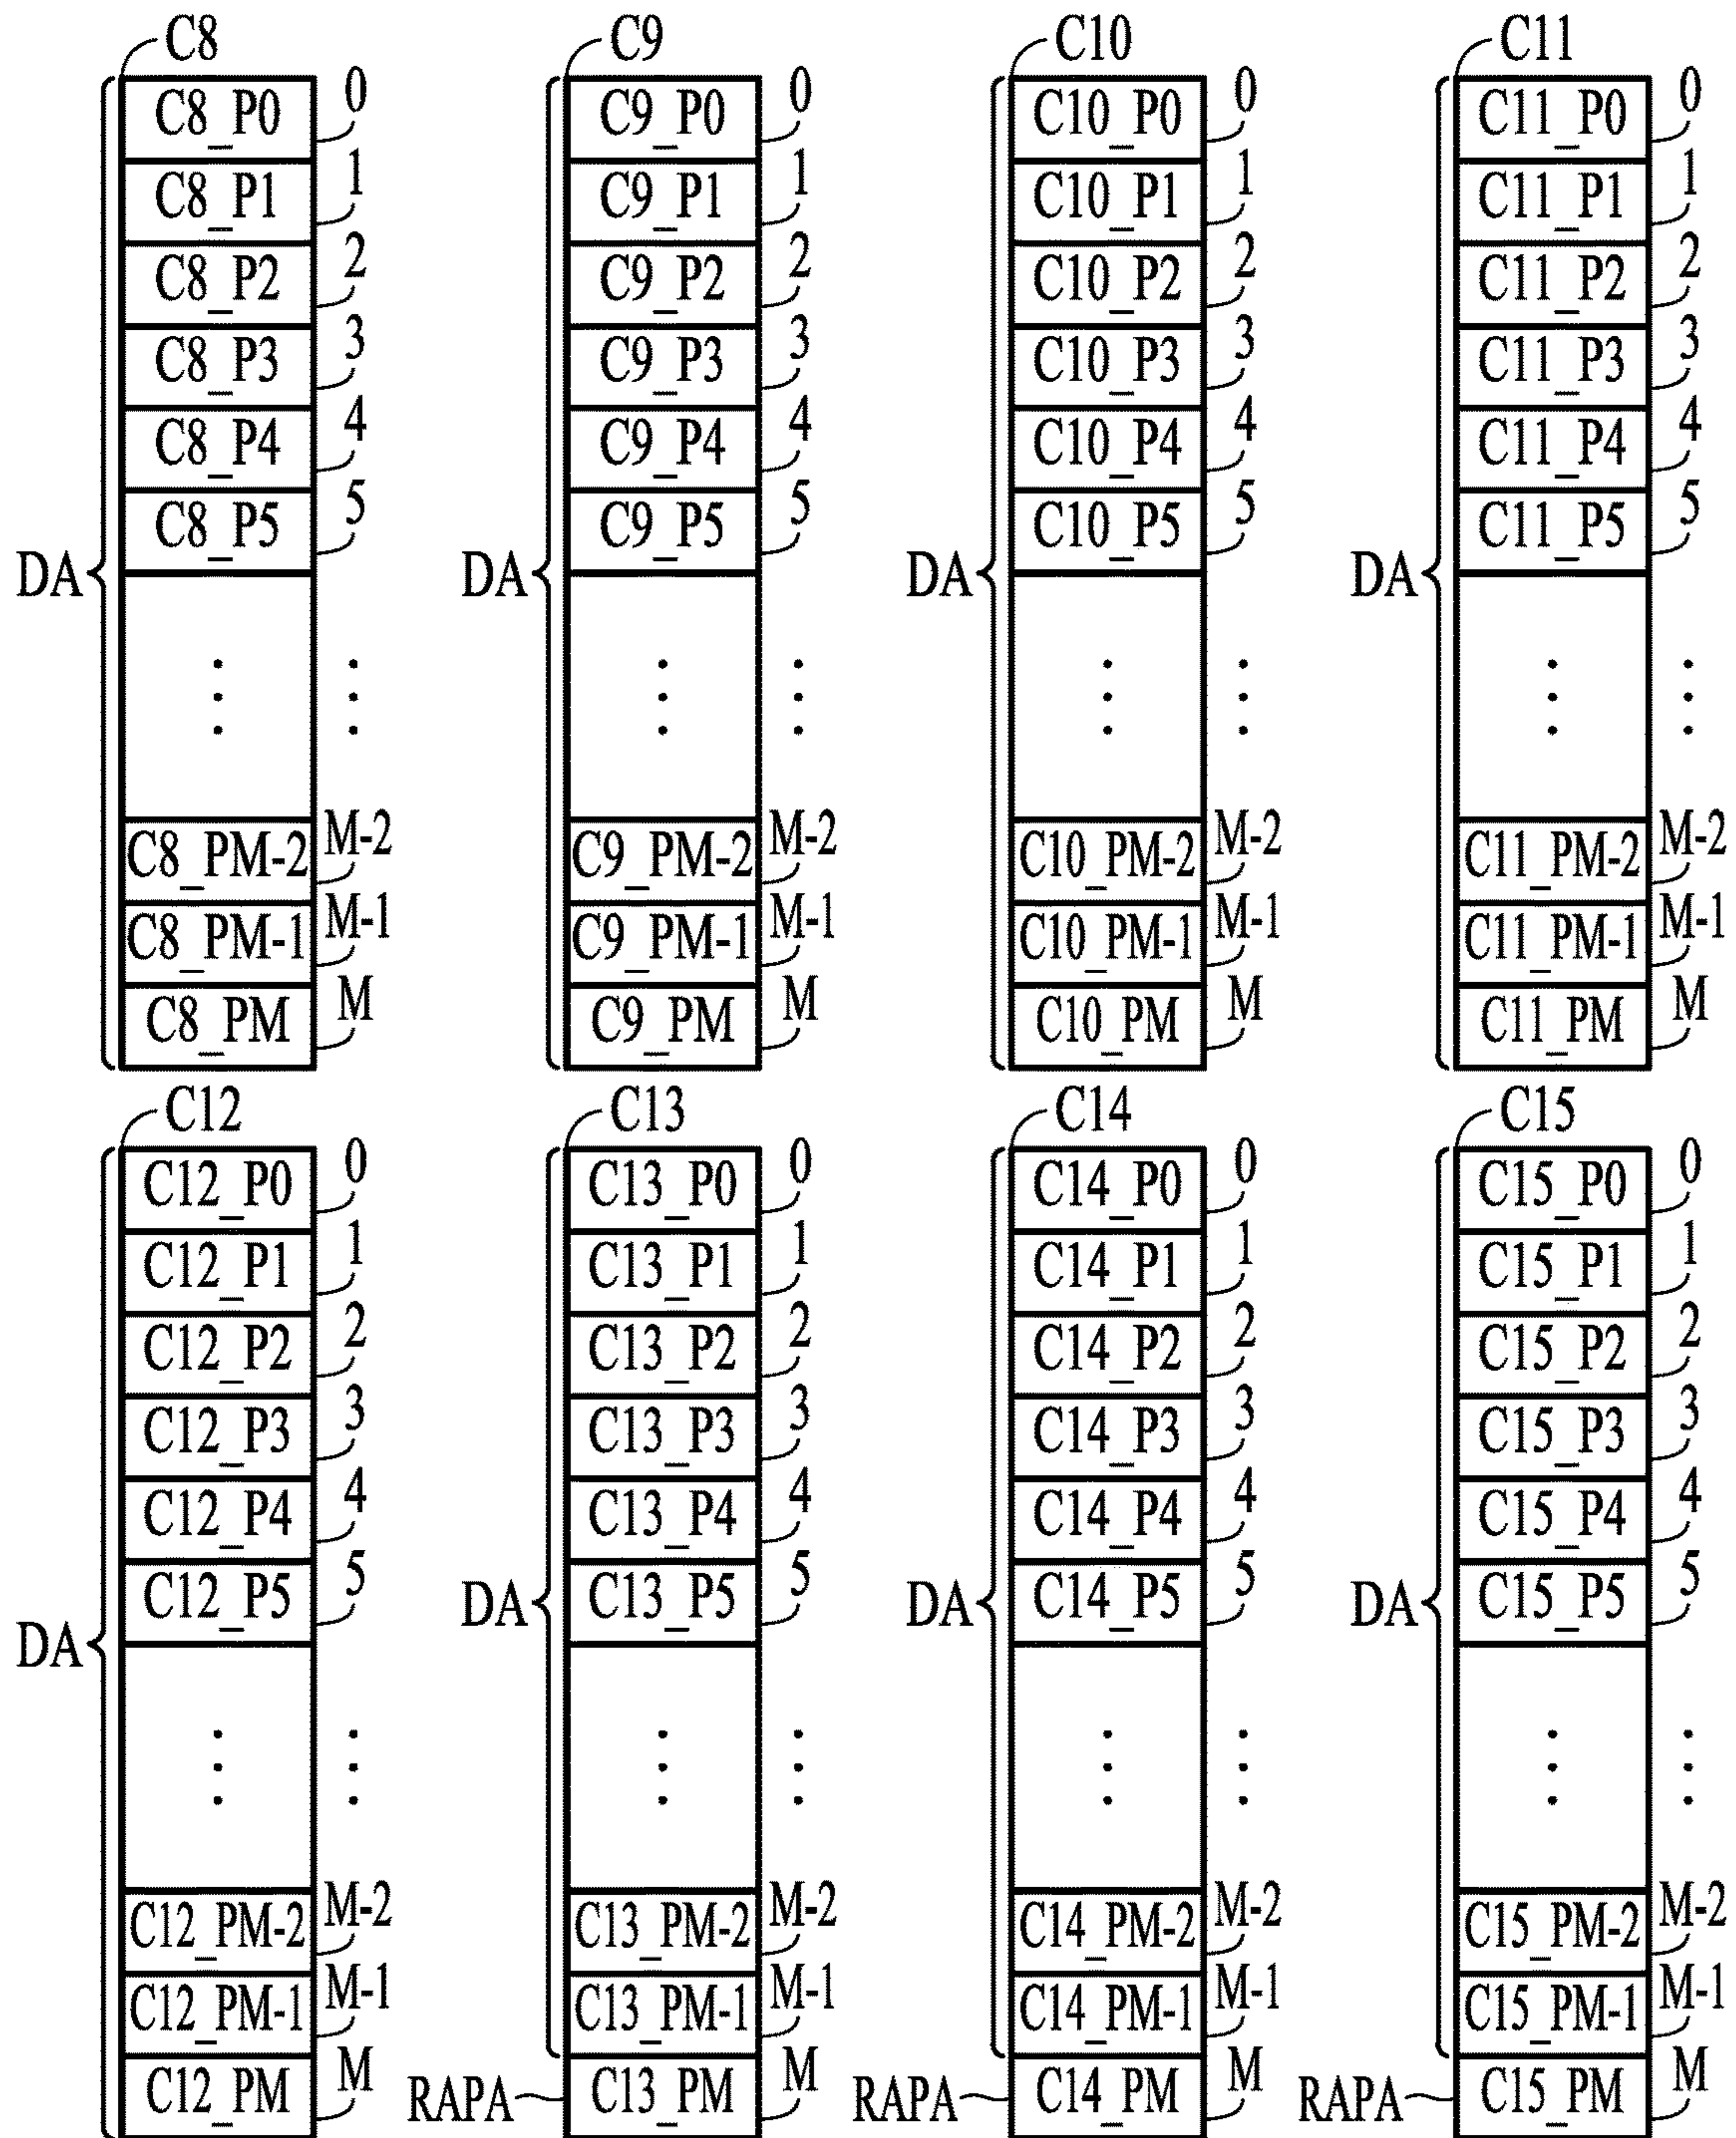 C8 C9 C10 C11
C8_P0 0 C9_P0 0 C10_P0 0 C11_P0 0
C8_P1 1 C9_P1 1 C10_P1 1 C11_P1 1
C8_P2 2 C9_P2 2 C10_P2 2 C11_P2 2
C8_P3 3 C9_P3 3 C10_P3 3 C11_P3 3
C8_P4 4 C9_P4 4 C10_P4 4 C11_P4 4
C8_P5 5 C9_P5 5 C10_P5 5 C11_P5 5
DA DA DA DA
C8_PM-2 M-2 C9_PM-2 M-2 C10_PM-2 M-2 C11_PM-2 M-2
C8_PM-1 M-1 C9_PM-1 M-1 C10_PM-1 M-1 C11_PM-1 M-1
C8_PM M C9_PM M C10_PM M C11_PM M
C12 C13 C14 C15
C12_P0 0 C13_P0 0 C14_P0 0 C15_P0 0
C12_P1 1 C13_P1 1 C14_P1 1 C15_P1 1
C12_P2 2 C13_P2 2 C14_P2 2 C15_P2 2
C12_P3 3 C13_P3 3 C14_P3 3 C15_P3 3
C12_P4 4 C13_P4 4 C14_P4 4 C15_P4 4
C12_P5 5 DA C13_P5 5 DA C14_P5 5 DA C15_P5 5
DA
C12_PM-2 M-2 C13_PM-2 M-2 C14_PM-2 M-2 C15_PM-2 M-2
C12_PM-1 M-1 C13_PM-1 M-1 C14_PM-1 M-1 C15_PM-1 M-1
C12_PM M RAPA C13_PM M RAPA C14_PM M RAPA C15_PM M